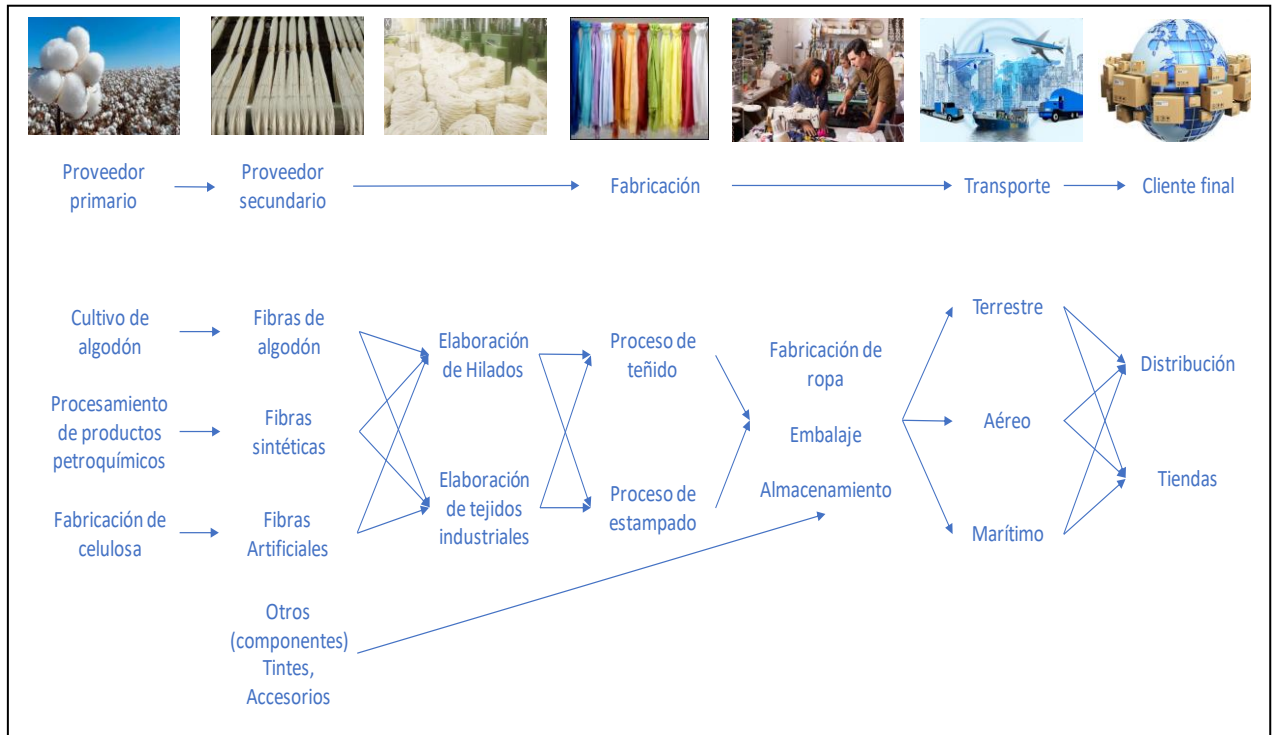 Proveedor
primario
Proveedor
secundario
Fabricación
Transporte
Cliente final
Cultivo de
algodón
Fibras de
algodón
Elaboración
de Hilados
Proceso de
teñido
Fabricación de
ropa
Terrestre
Distribución
Procesamiento
de productos
petroquímicos
Fibras
sintéticas
Embalaje
Aéreo
Elaboración
de tejidos
industriales
Proceso de
estampado
Almacenamiento
Tiendas
Fabricación de
celulosa
Fibras
Artificiales
Marítimo
Otros
(componentes)
Tintes,
Accesorios